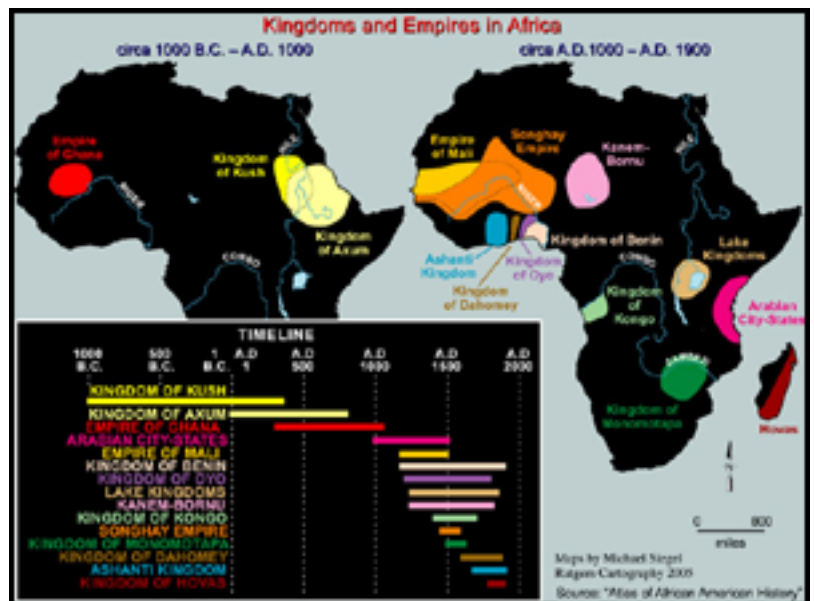 Kingdoms and Empires in Africa
circa 1000 B.C. – A.D. 1000
circa A.D.1000 – A.D. 1900
Empire
of Ghana
NIGER
Kingdom
of Kush
NILE
Kingdom
of Axum
CONGO
Empire
of Mali
Songhay
Empire
NIGER
Kanem-
Bornu
NILE
Ashanti
Kingdom
Kingdom
of Dahomey
Kingdom
of Oyo
Kingdom of Benin
CONGO
Lake
Kingdoms
Kingdom
of
Kongo
Arabian
City-States
ZAMBEZI
Kingdom of
Monomotapa
Hovas
N
0 800
miles
TIMELINE
1000 B.C.
500 B.C.
1 B.C.
A.D 1
A.D 500
A.D 1000
A.D 1500
A.D 2000
KINGDOM OF KUSH
KINGDOM OF AXUM
EMPIRE OF GHANA
ARABIAN CITY-STATES
EMPIRE OF MALI
KINGDOM OF BENIN
KINGDOM OF OYO
LAKE KINGDOMS
KANEM-BORNU
KINGDOM OF KONGO
SONGHAY EMPIRE
KINGDOM OF MONOMOTAPA
KINGDOM OF DAHOMEY
ASHANTI KINGDOM
KINGDOM OF HOVAS
Maps by Michael Siegel
Rutgers Cartography 2005
Source: "Atlas of African American History"